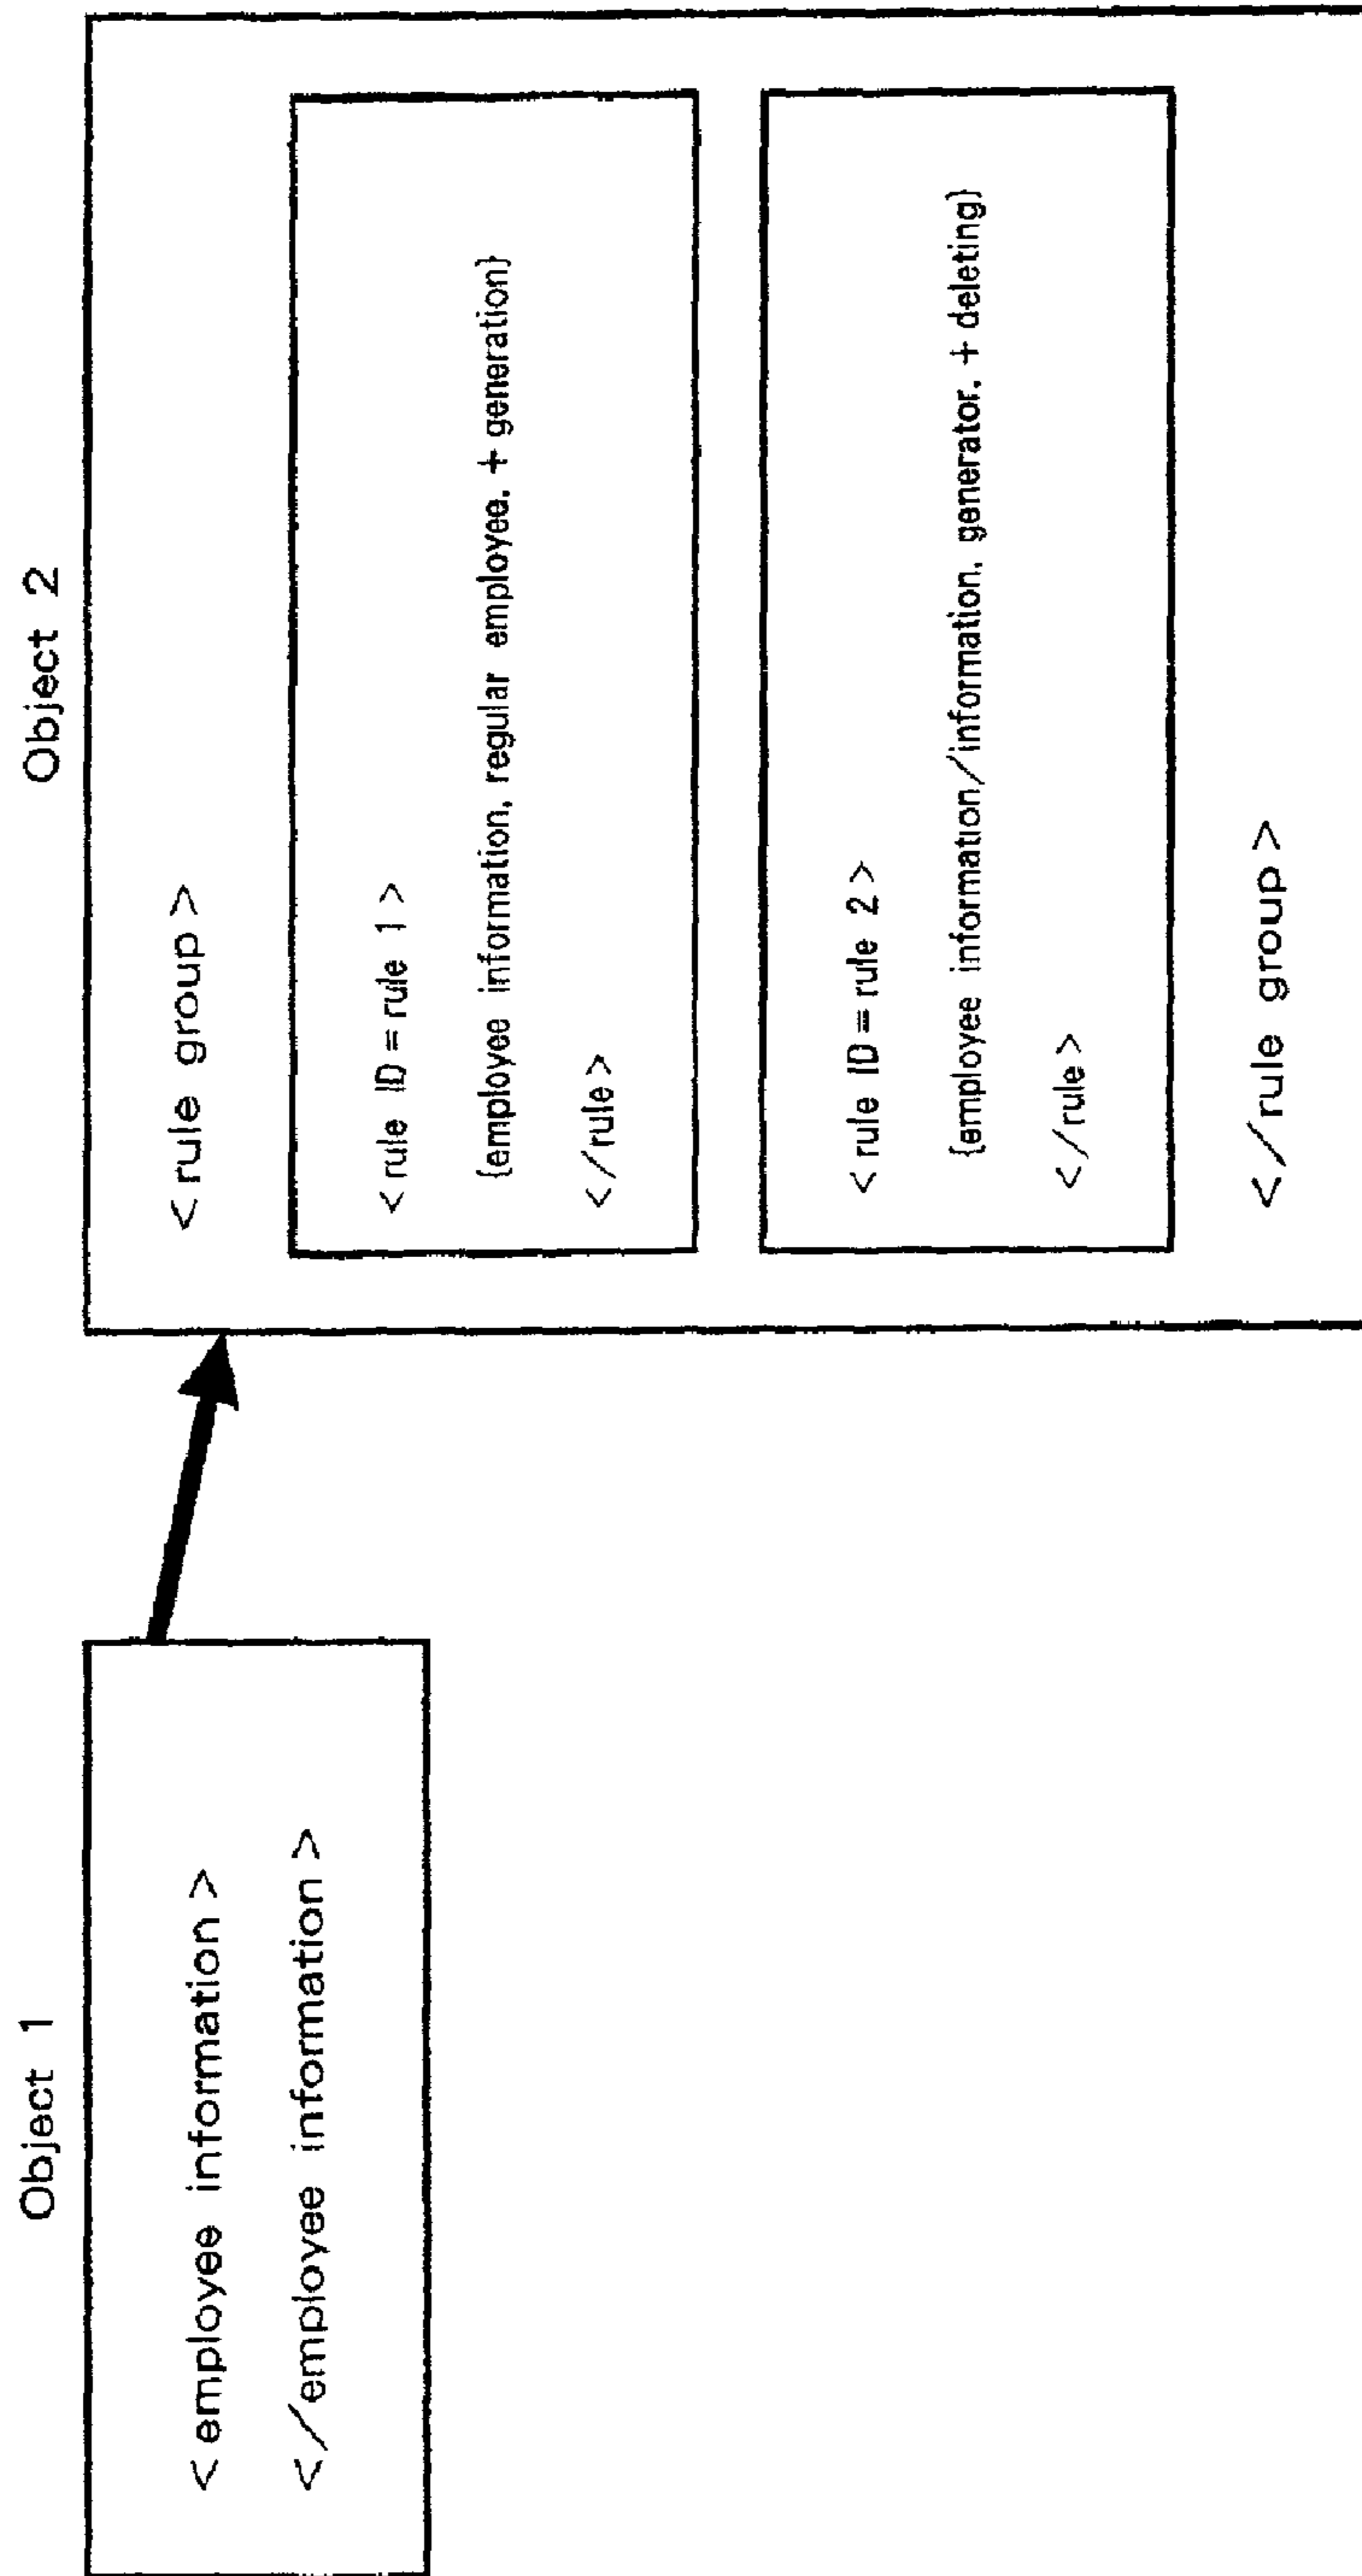 Object 1
<employee information>
</employee information>
Object 2
<rule group>
<rule ID=rule 1>
{employee information, regular employee, +generation}
</rule>
<rule ID=rule 2>
{employee information/information, generator, +deleting}
</rule>
</rule group>